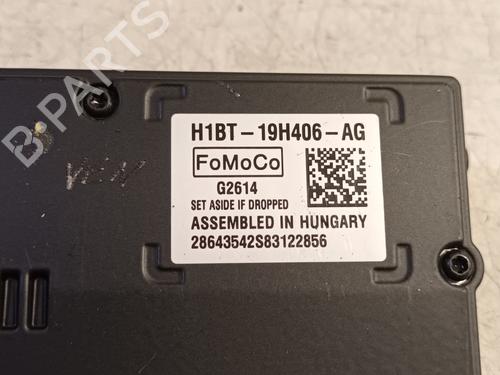 B-PARTS
H1BT-19H406-AG
FoMoCo
G2614
SET ASIDE IF DROPPED
ASSEMBLED IN HUNGARY
28643542S83122856